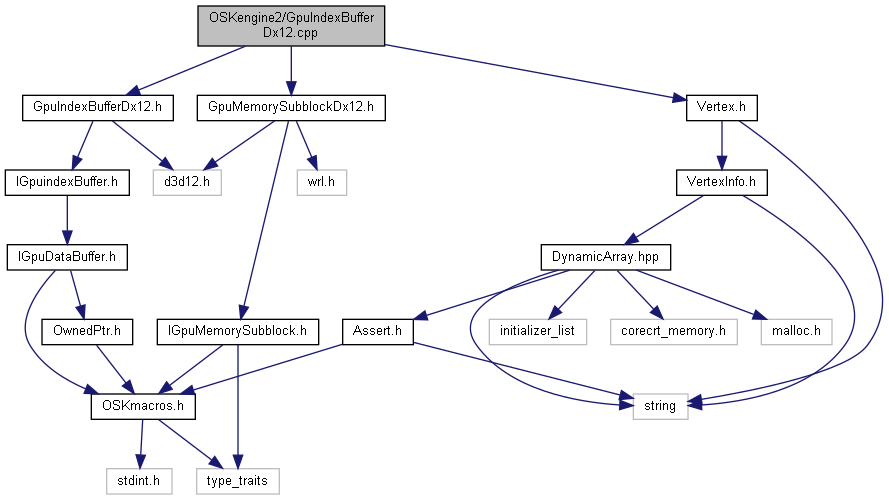 OSKengine2/GpuIndexBuffer
Dx12.cpp
GpuIndexBufferDx12.h
GpuMemorySubblockDx12.h
Vertex.h
IGpuindexBuffer.h
d3d12.h
wrl.h
VertexInfo.h
IGpuDataBuffer.h
DynamicArray.hpp
OwnedPtr.h
IGpuMemorySubblock.h
Assert.h
initializer_list
corecrt_memory.h
malloc.h
OSKmacros.h
string
stdint.h
type_traits